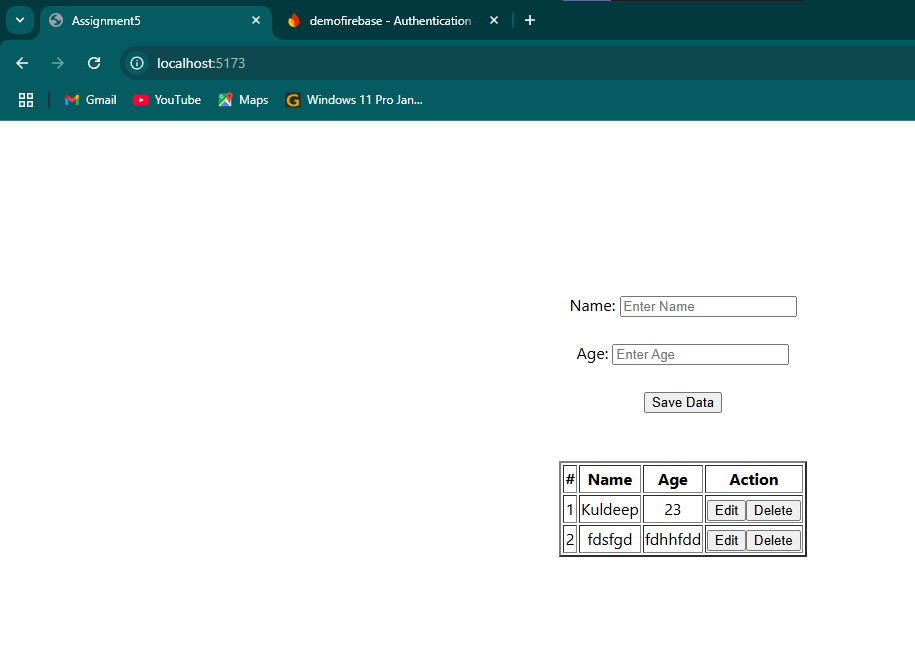 Assignment5
demofirebase - Authentication
localhost:5173
Gmail YouTube Maps Windows 11 Pro Jan...
Name: Enter Name
Age: Enter Age
Save Data
# Name Age Action
1 Kuldeep 23 Edit Delete
2 fdsfgd fdhhfdd Edit Delete